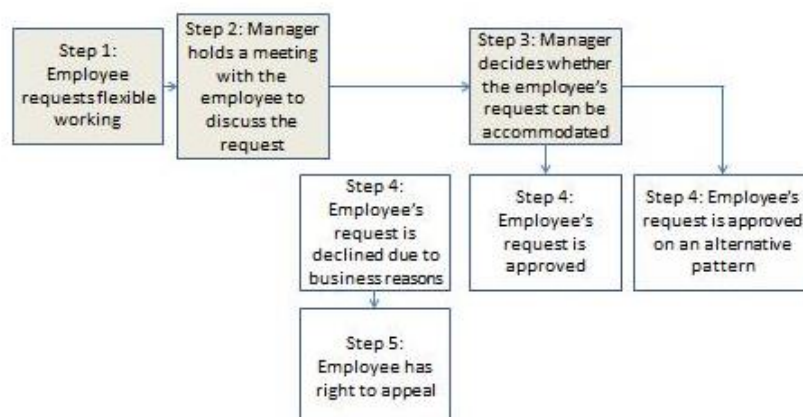 Step 1:
Employee
requests flexible
working
Step 2: Manager
holds a meeting
with the
employee to
discuss the
request
Step 3: Manager
decides whether
the employee's
request can be
accommodated
Step 4:
Employee's
request is
declined due to
business reasons
Step 4:
Employee's
request is
approved
Step 4: Employee's
request is approved
on an alternative
pattern
Step 5:
Employee has
right to appeal